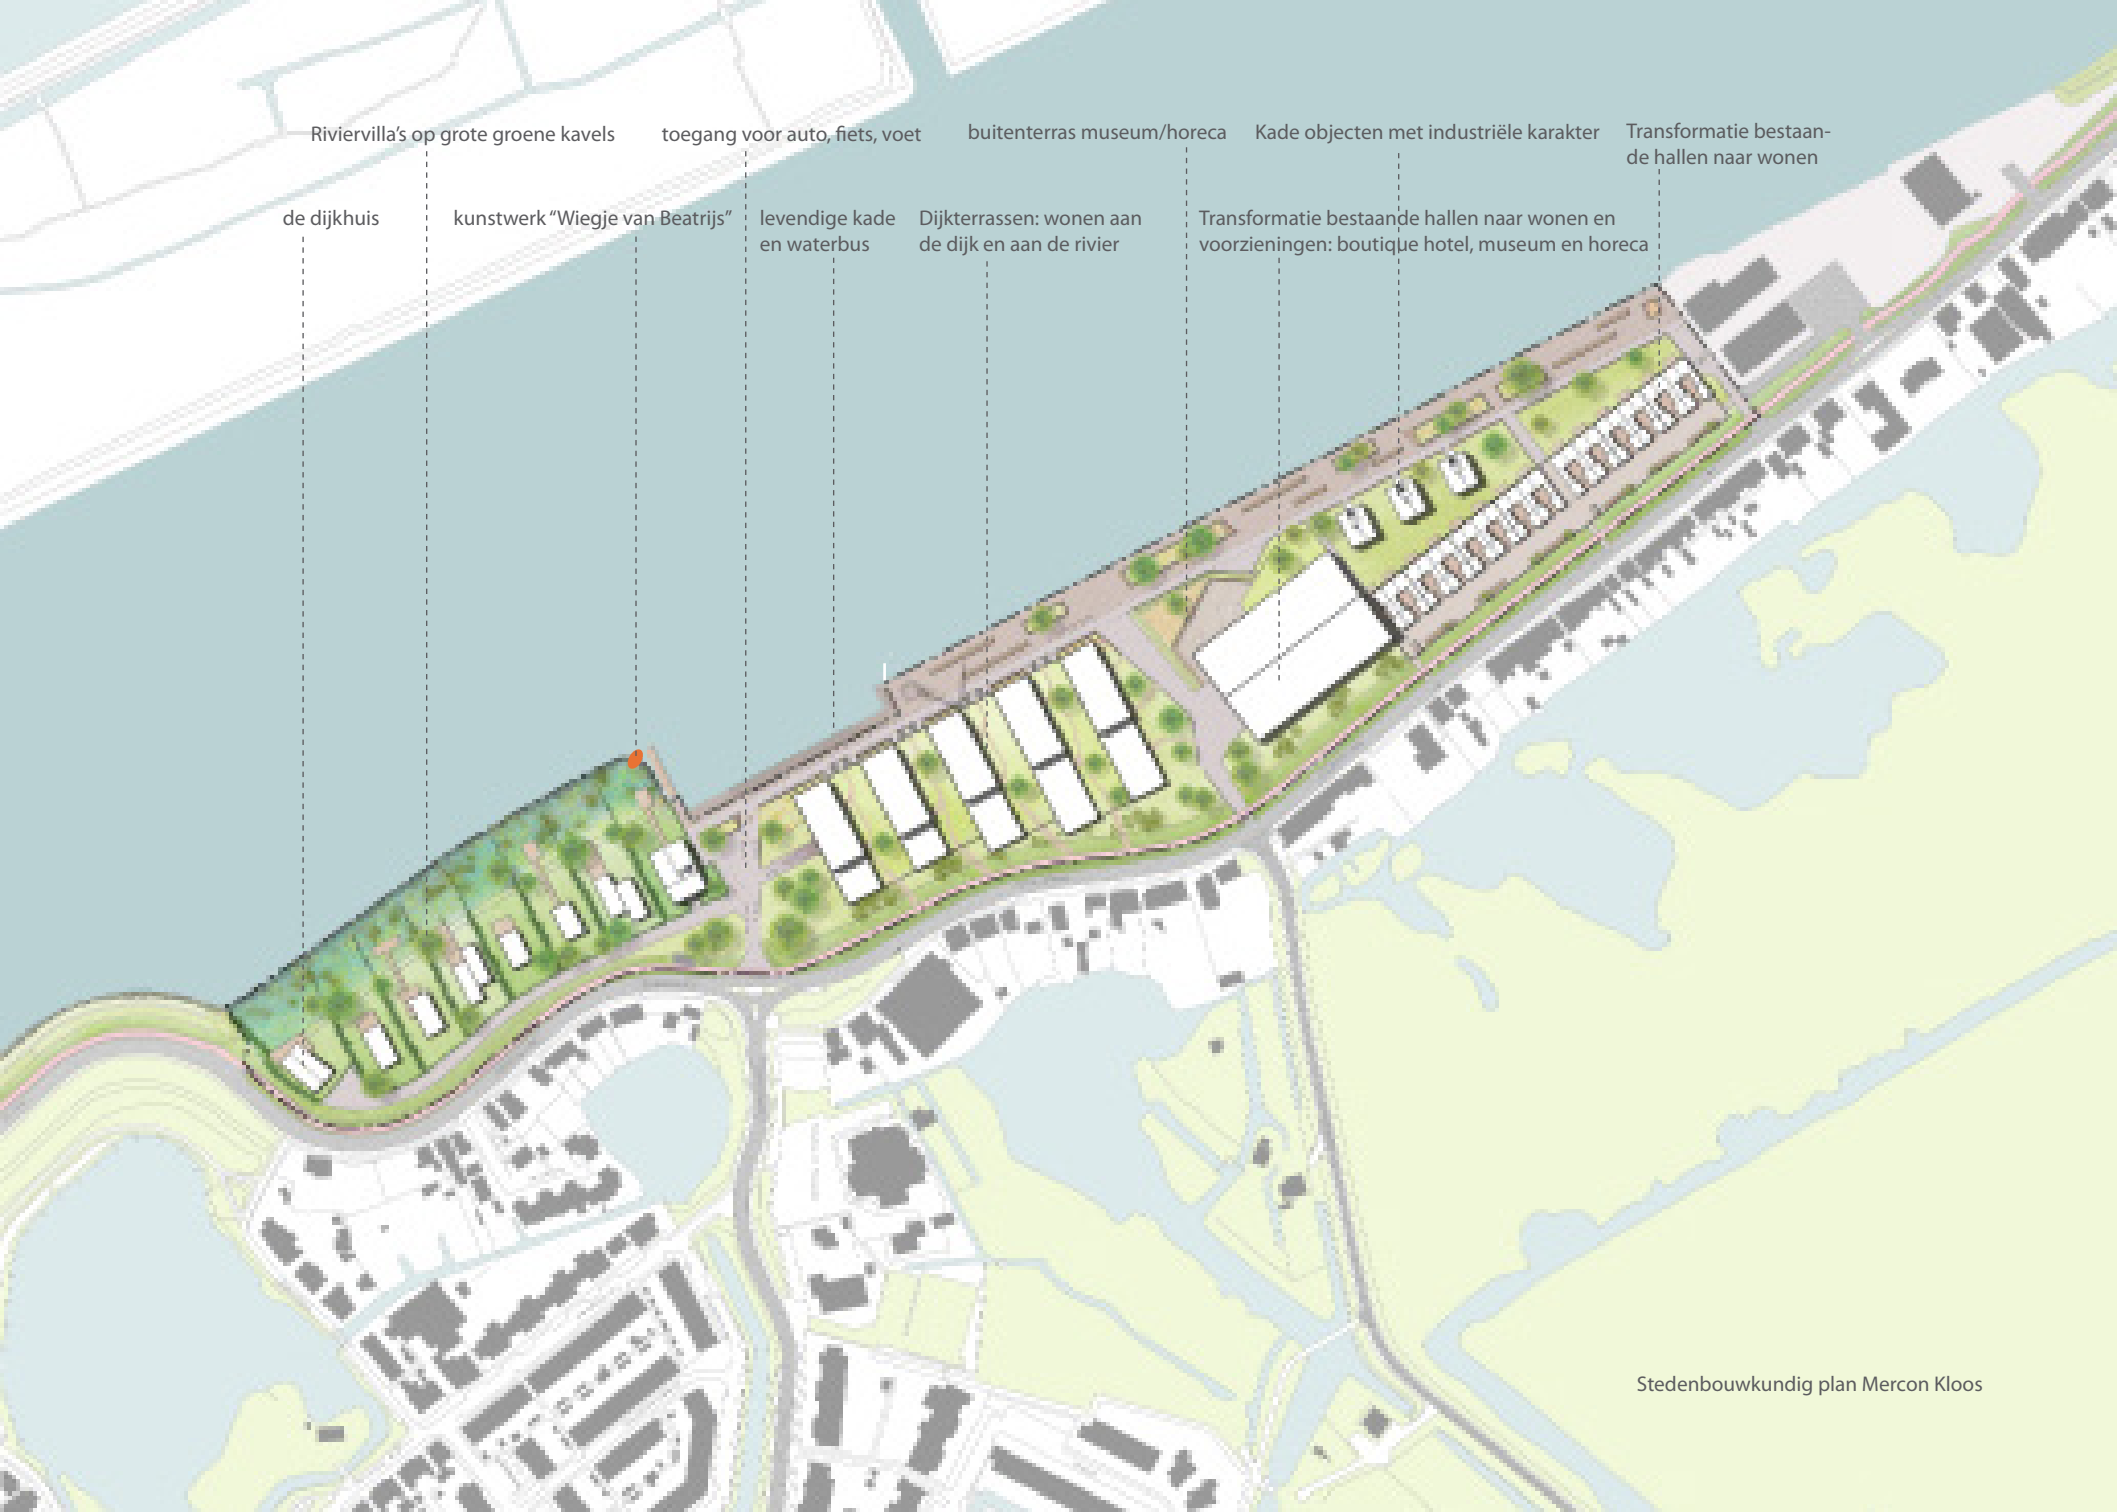 Riviervilla's op grote groene kavels
toegang voor auto, fiets, voet
buitenterras museum/horeca
Kade objecten met industriële karakter
Transformatie bestaan-
de hallen naar wonen
de dijkhuis
kunstwerk “Wiegje van Beatrijs”
levendige kade
en waterbus
Dijkterrassen: wonen aan
de dijk en aan de rivier
Transformatie bestaande hallen naar wonen en
voorzieningen: boutique hotel, museum en horeca
Stedenbouwkundig plan Mercon Kloos